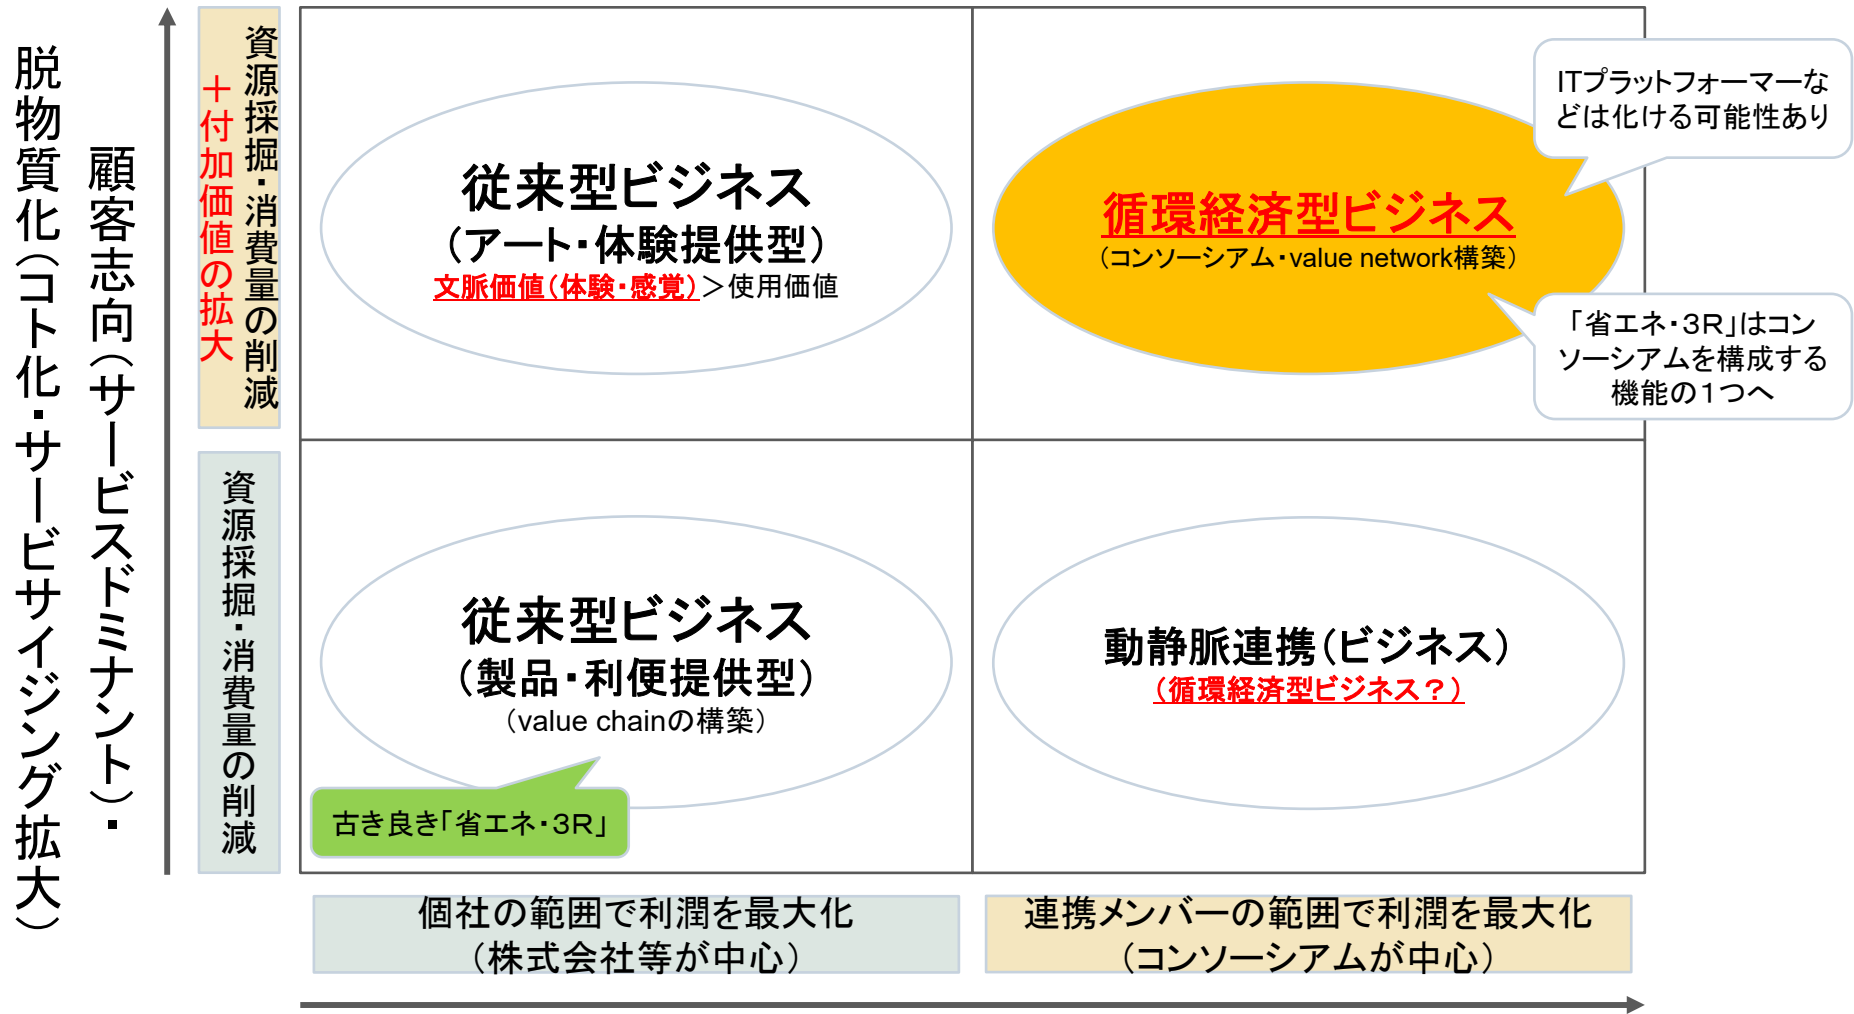 顧客志向（サービスドミナント）・
脱物質化（コト化・サービサイジング拡大）
資源採掘・消費量の削減
＋付加価値の拡大
資源採掘・消費量の削減
従来型ビジネス
（アート・体験提供型）
文脈価値（体験・感覚）＞使用価値
循環経済型ビジネス
（コンソーシアム・value network構築）
ITプラットフォーマーな
どは化ける可能性あり
「省エネ・３Ｒ」はコン
ソーシアムを構成する
機能の１つへ
従来型ビジネス
（製品・利便提供型）
（value chainの構築）
古き良き「省エネ・３Ｒ」
動静脈連携（ビジネス）
（循環経済型ビジネス？）
個社の範囲で利潤を最大化
（株式会社等が中心）
連携メンバーの範囲で利潤を最大化
（コンソーシアムが中心）